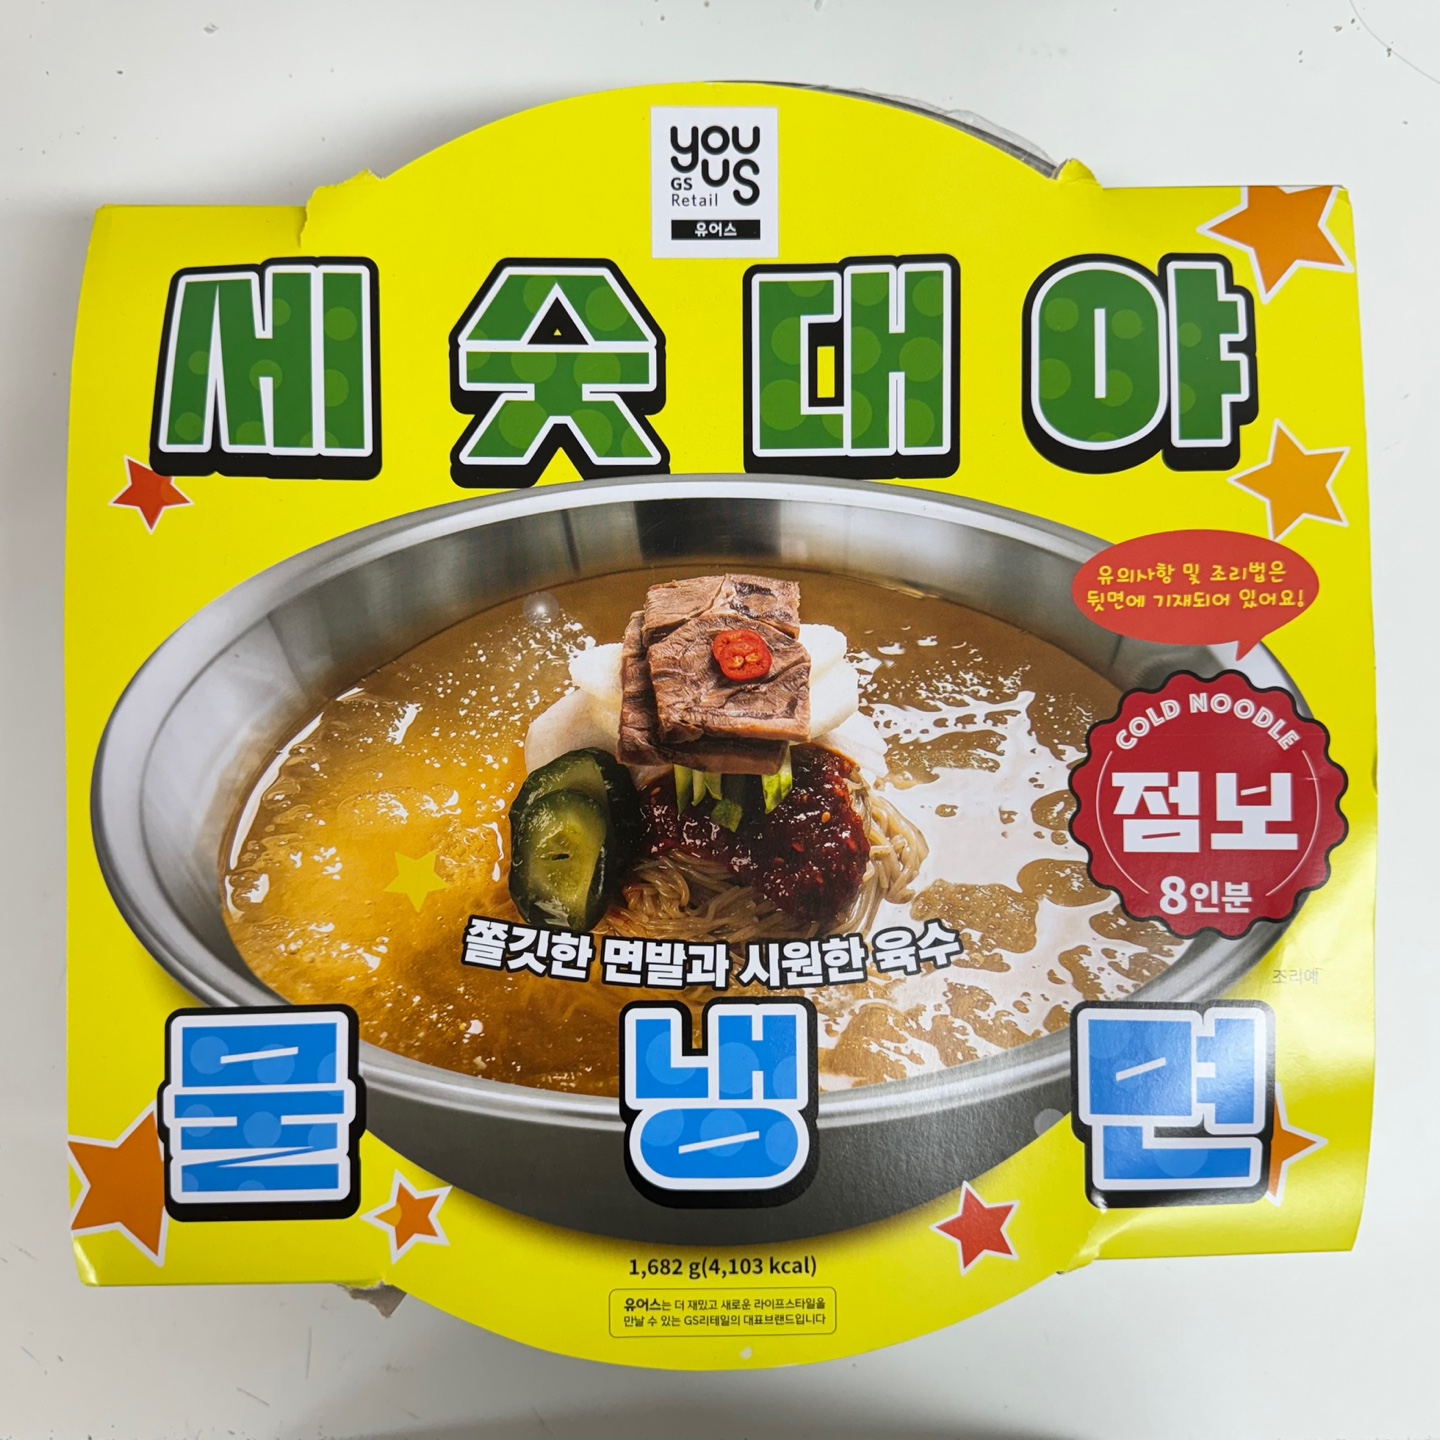 you
us
GS
Retail
유어스
세숫대야
유의사항 및 조리법은
뒷면에 기재되어 있어요!
COLD NOODLE
점보
8인분
쫄깃한 면발과 시원한 육수
조리예
물냉면
1,682 g(4,103 kcal)
유어스는 더 재밌고 새로운 라이프스타일을
만날 수 있는 GS리테일의 대표브랜드입니다